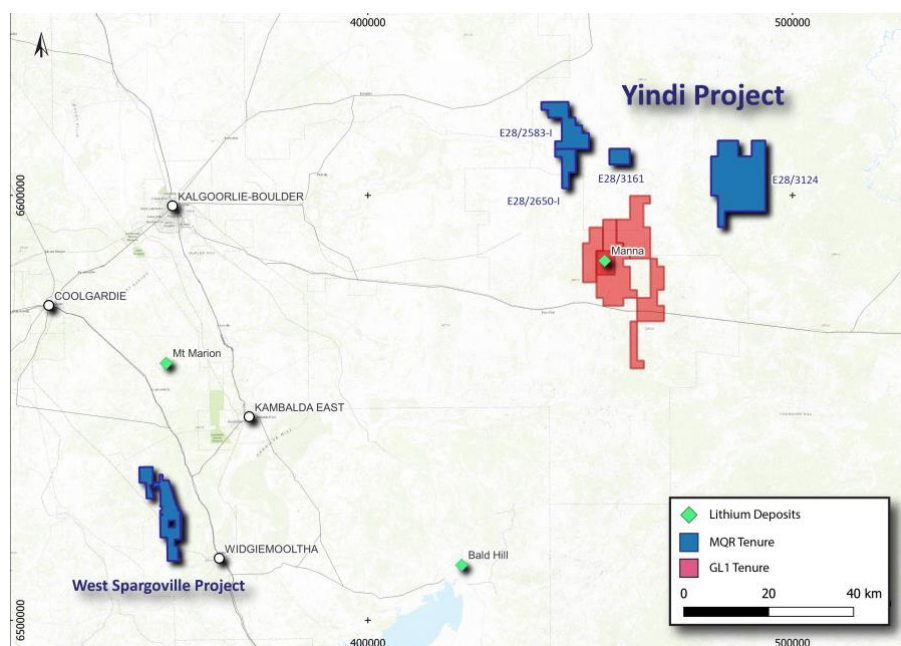 400000
500000
Yindi Project
E28/2583-I
E28/3161
E28/3124
E28/2650-I
6600000
6600000
KALGOORLIE-BOULDER
Manna
COOLGARDIE
Mt Marion
KAMBALDA EAST
Lithium Deposits
MQR Tenure
GL1 Tenure
0 20 40 km
WIDGIEMOOLTHA
Bald Hill
West Spargoville Project
6500000
6500000
400000
500000